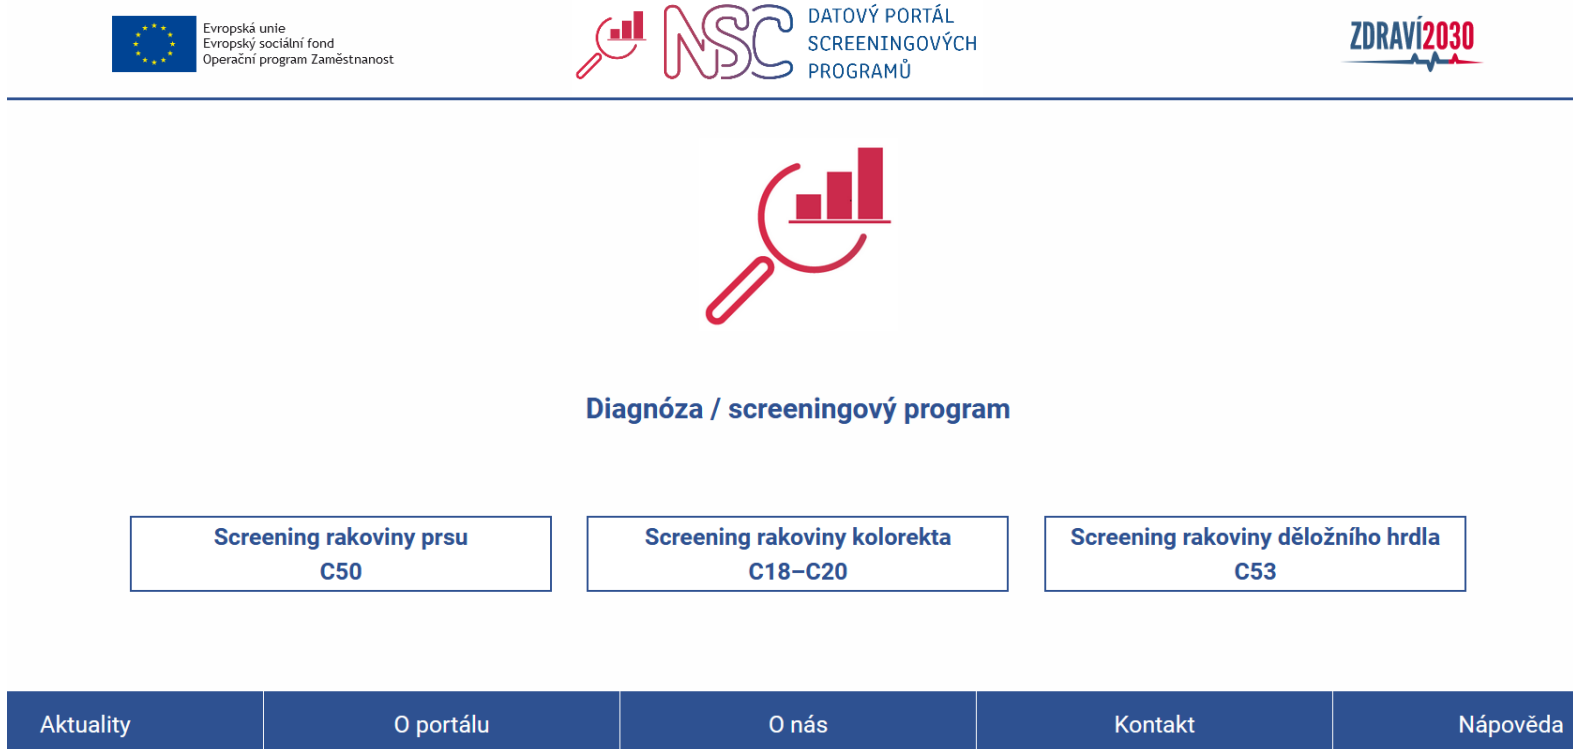 Evropská unie
Evropský sociální fond
Operační program Zaměstnanost
NSC
DATOVÝ PORTÁL
SCREENINGOVÝCH
PROGRAMŮ
ZDRAVÍ2030
Diagnóza / screeningový program
Screening rakoviny prsu
C50
Screening rakoviny kolorekta
C18–C20
Screening rakoviny děložního hrdla
C53
Aktuality
O portálu
O nás
Kontakt
Nápověda